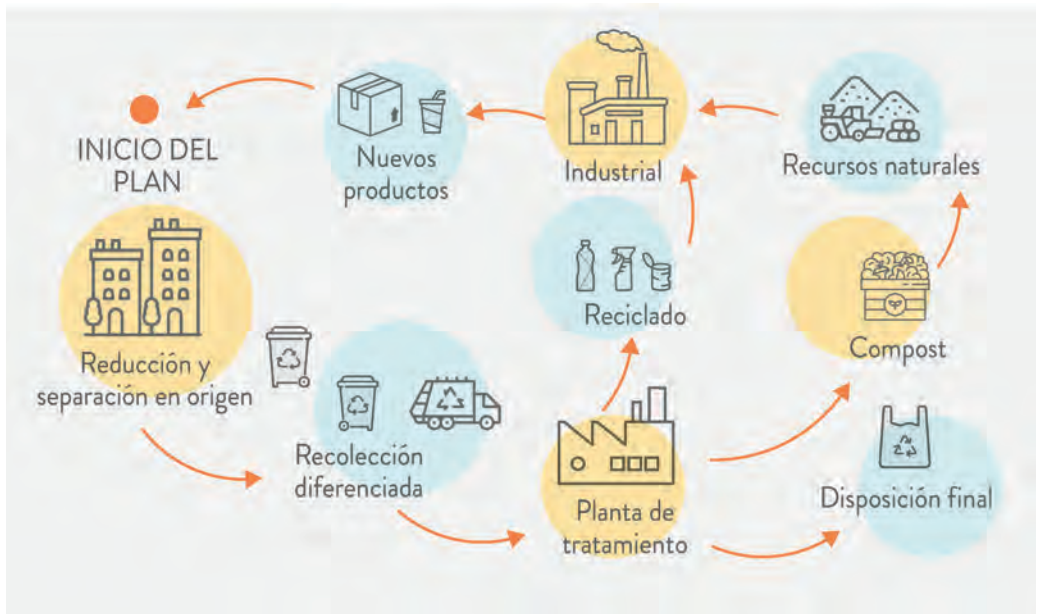 INICIO DEL
PLAN
Reducción y
separación en origen
Recolección
diferenciada
Planta de
tratamiento
Reciclado
Industrial
Nuevos
productos
Compost
Recursos naturales
Disposición final